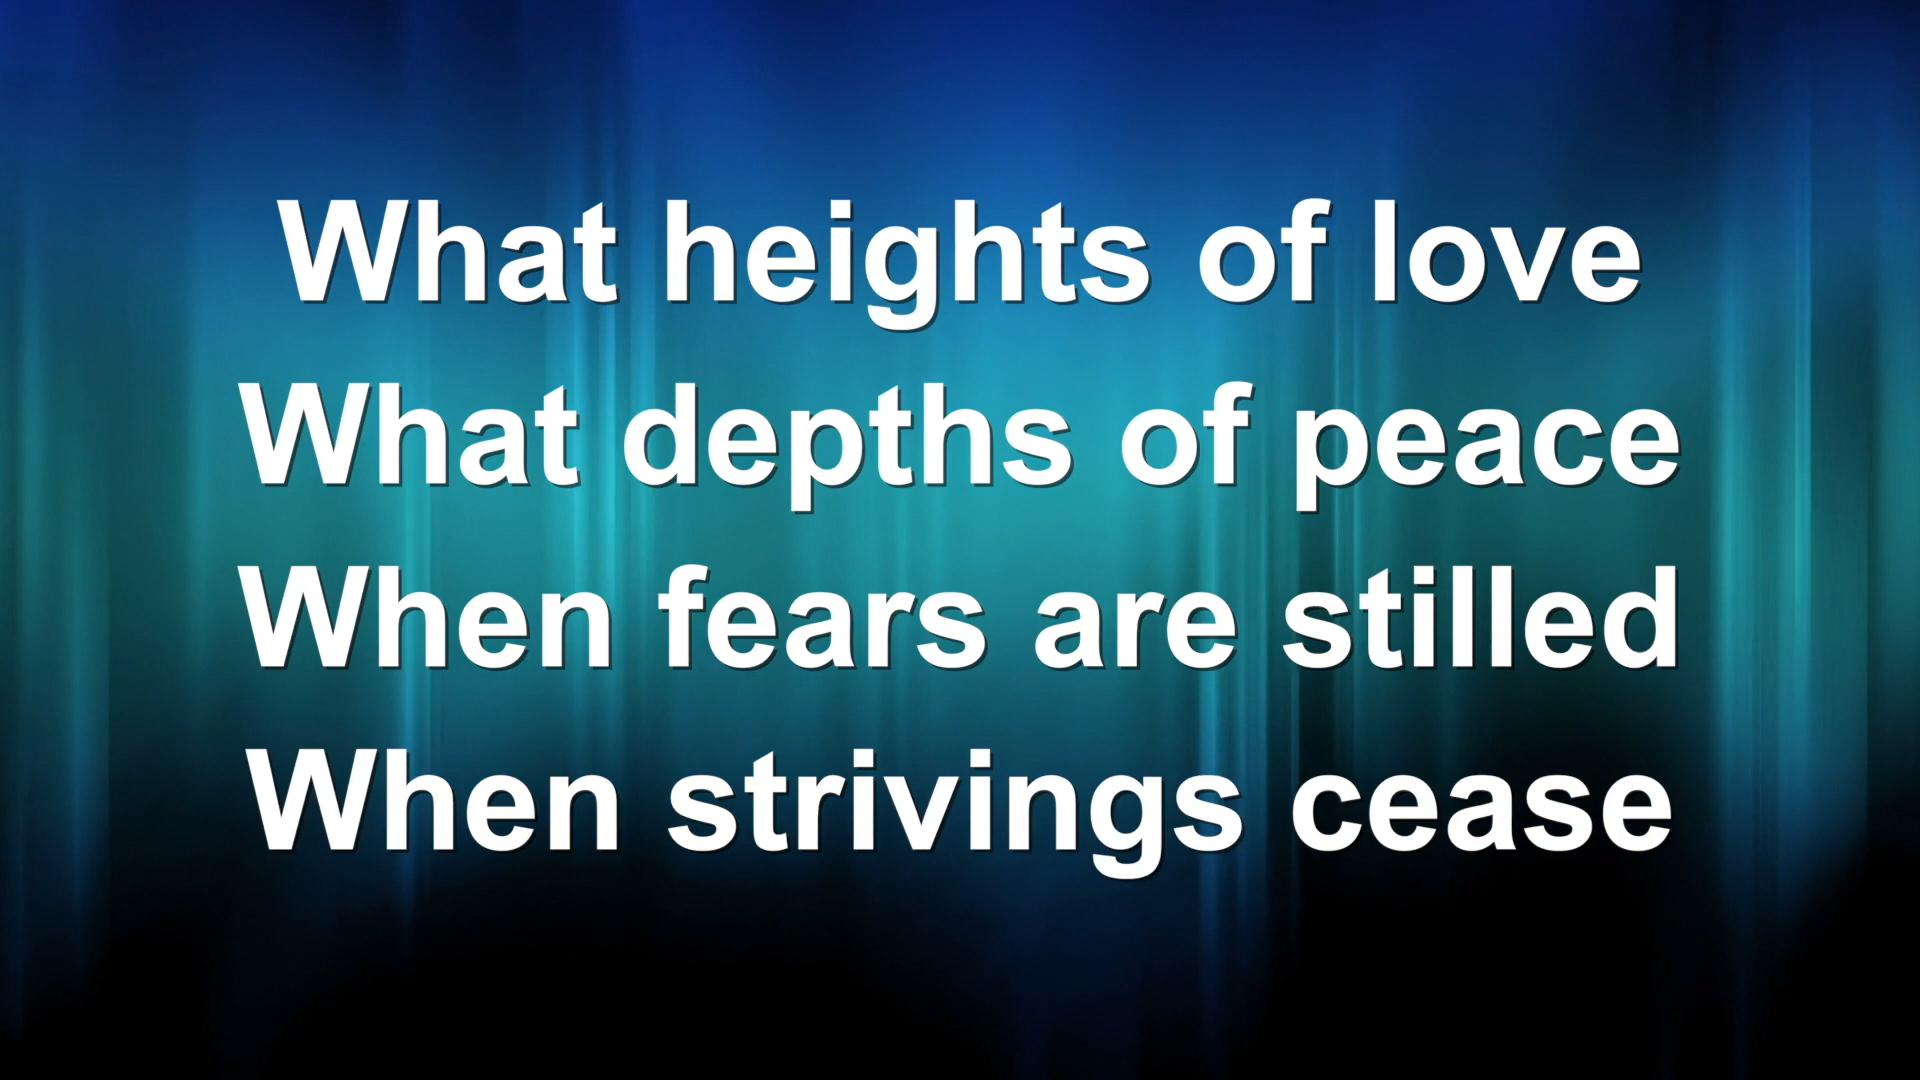 What heights of love
What depths of peace
When fears are stilled
When strivings cease